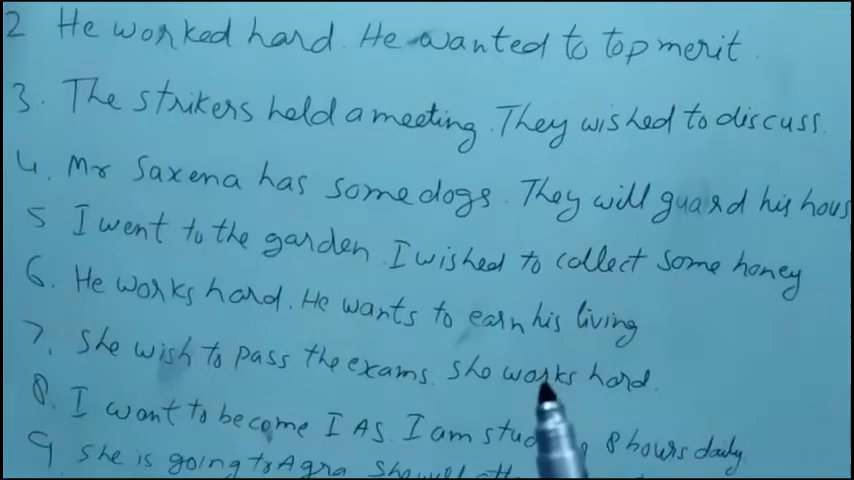 2 He worked hard. He wanted to top merit.
3. The strikers held a meeting. They wished to discuss.
4. Mr Saxena has some dogs. They will guard his hous
5 I went to the garden. I wished to collect some honey
6. He works hard. He wants to earn his living
7. She wish to pass the exams. She works hard.
8. I want to become IAS. I am 8 hours daily
9 She is going to Agra. She